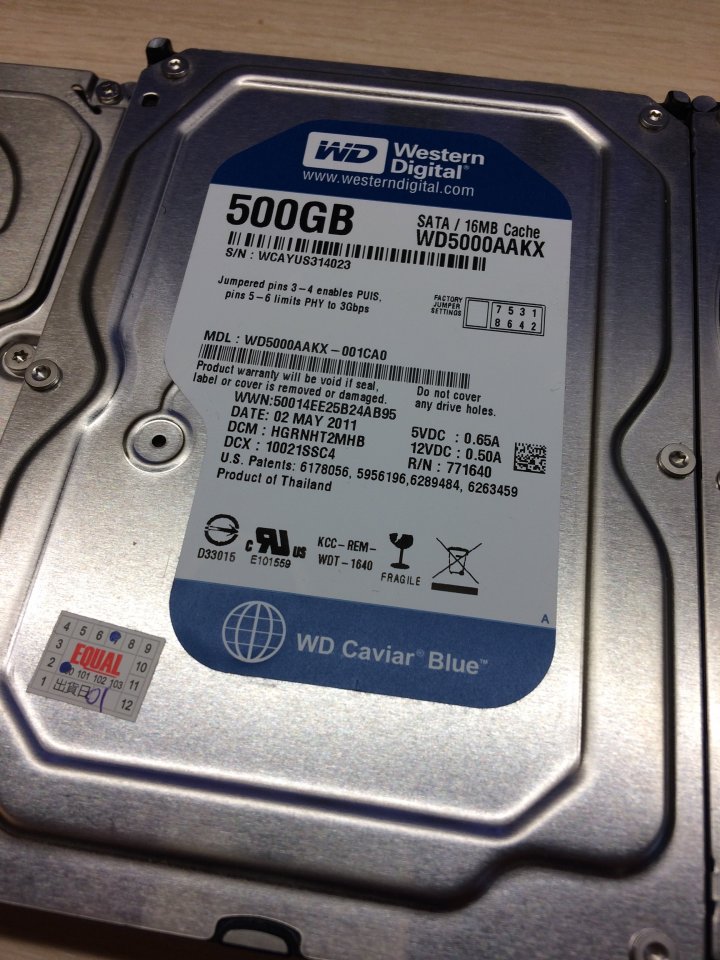 WD Western Digital®
www.westerndigital.com
500GB
SATA / 16MB Cache
WD5000AAKX
S/N : WCAYUS314023
Jumpered pins 3-4 enables PUIS,
pins 5-6 limits PHY to 3Gbps
FACTORY
JUMPER
SETTINGS
7 5 3 1
8 6 4 2
MDL : WD5000AAKX-001CA0
Product warranty will be void if seal,
label or cover is removed or damaged.
Do not cover
any drive holes.
WWN:50014EE25B24AB95
DATE: 02 MAY 2011
DCM : HGRNHT2MHB
DCX : 10021SSC4
5VDC : 0.65A
12VDC : 0.50A
R/N : 771640
U.S. Patents: 6178056, 5956196,6289484, 6263459
Product of Thailand
D33015
c RU US
E101559
KCC-REM-
WDT-1640
FRAGILE
A
WD Caviar® Blue™
4 5 6 8 9
3 EQUAL 10
2 101 102 103 11
1 出貨日 01 12